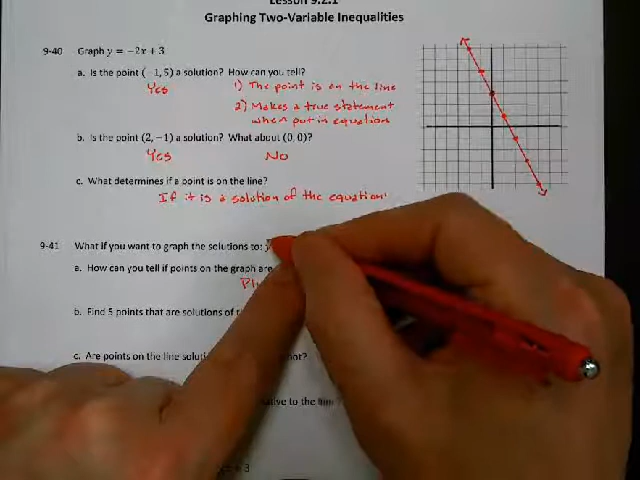 Lesson 9.2.1
Graphing Two-Variable Inequalities
9-40 Graph y = −2x + 3
a. Is the point (−1, 5) a solution? How can you tell?
Yes 1) The point is on the line
2) Makes a true statement
when put in equation
b. Is the point (2, −1) a solution? What about (0, 0)?
Yes No
c. What determines if a point is on the line?
If it is a solution of the equation
9-41 What if you want to graph the solutions to:
a. How can you tell if points on the graph are
b. Find 5 points that are solutions of
c. Are points on the line not?
to the line
+ 3